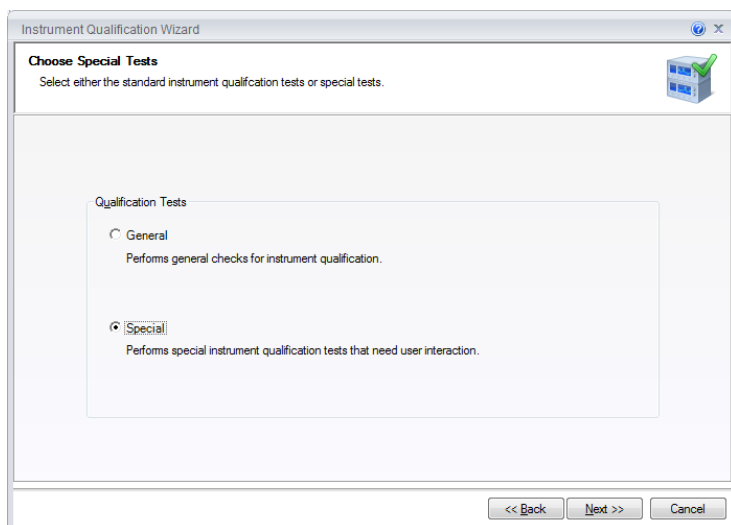 Instrument Qualification Wizard
Choose Special Tests
Select either the standard instrument qualifcation tests or special tests.
Qualification Tests
General
Performs general checks for instrument qualification.
Special
Performs special instrument qualification tests that need user interaction.
<< Back Next >> Cancel